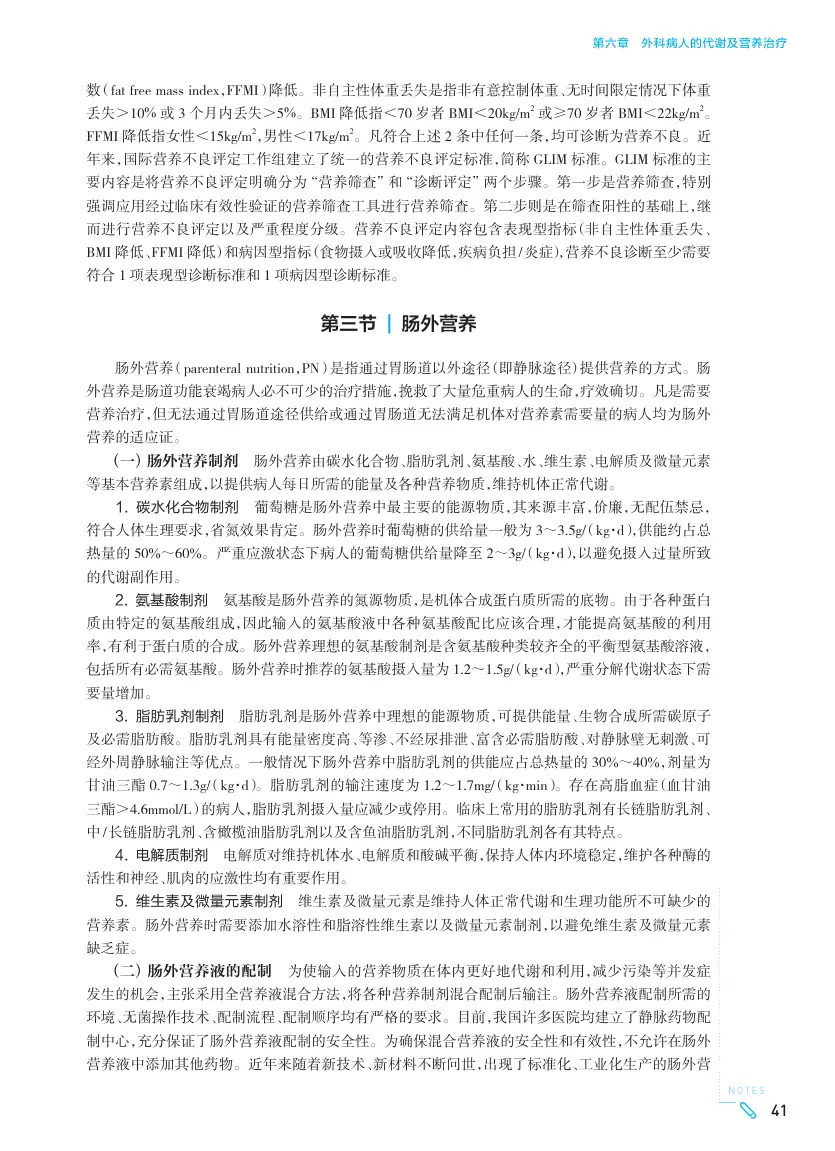 第六章　外科病人的代谢及营养治疗
数（fat free mass index，FFMI）降低。非自主性体重丢失是指非有意控制体重、无时间限定情况下体重
丢失＞10% 或 3 个月内丢失＞5%。BMI 降低指＜70 岁者 BMI＜20kg/m²或≥70 岁者 BMI＜22kg/m²。
FFMI 降低指女性＜15kg/m²，男性＜17kg/m²。凡符合上述 2 条中任何一条，均可诊断为营养不良。近
年来，国际营养不良评定工作组建立了统一的营养不良评定标准，简称 GLIM 标准。GLIM 标准的主
要内容是将营养不良评定明确分为“营养筛查”和“诊断评定”两个步骤。第一步是营养筛查，特别
强调应用经过临床有效性验证的营养筛查工具进行营养筛查。第二步则是在筛查阳性的基础上，继
而进行营养不良评定以及严重程度分级。营养不良评定内容包含表现型指标（非自主性体重丢失、
BMI 降低、FFMI 降低）和病因型指标（食物摄入或吸收降低，疾病负担/炎症），营养不良诊断至少需要
符合 1 项表现型诊断标准和 1 项病因型诊断标准。
第三节 | 肠外营养
肠外营养（parenteral nutrition，PN）是指通过胃肠道以外途径（即静脉途径）提供营养的方式。肠
外营养是肠道功能衰竭病人必不可少的治疗措施，挽救了大量危重病人的生命，疗效确切。凡是需要
营养治疗，但无法通过胃肠道途径供给或通过胃肠道无法满足机体对营养素需要量的病人均为肠外
营养的适应证。
（一）肠外营养制剂　肠外营养由碳水化合物、脂肪乳剂、氨基酸、水、维生素、电解质及微量元素
等基本营养素组成，以提供病人每日所需的能量及各种营养物质，维持机体正常代谢。
1. 碳水化合物制剂　葡萄糖是肠外营养中最主要的能源物质，其来源丰富，价廉，无配伍禁忌，
符合人体生理要求，省氮效果肯定。肠外营养时葡萄糖的供给量一般为 3～3.5g/（kg·d），供能约占总
热量的 50%～60%。严重应激状态下病人的葡萄糖供给量降至 2～3g/（kg·d），以避免摄入过量所致
的代谢副作用。
2. 氨基酸制剂　氨基酸是肠外营养的氮源物质，是机体合成蛋白质所需的底物。由于各种蛋白
质由特定的氨基酸组成，因此输入的氨基酸液中各种氨基酸配比应该合理，才能提高氨基酸的利用
率，有利于蛋白质的合成。肠外营养理想的氨基酸制剂是含氨基酸种类较齐全的平衡型氨基酸溶液，
包括所有必需氨基酸。肠外营养时推荐的氨基酸摄入量为 1.2～1.5g/（kg·d），严重分解代谢状态下需
要量增加。
3. 脂肪乳剂制剂　脂肪乳剂是肠外营养中理想的能源物质，可提供能量、生物合成所需碳原子
及必需脂肪酸。脂肪乳剂具有能量密度高、等渗、不经尿排泄、富含必需脂肪酸、对静脉壁无刺激、可
经外周静脉输注等优点。一般情况下肠外营养中脂肪乳剂的供能应占总热量的 30%～40%，剂量为
甘油三酯 0.7～1.3g/（kg·d）。脂肪乳剂的输注速度为 1.2～1.7mg/（kg·min）。存在高脂血症（血甘油
三酯＞4.6mmol/L）的病人，脂肪乳剂摄入量应减少或停用。临床上常用的脂肪乳剂有长链脂肪乳剂、
中/长链脂肪乳剂、含橄榄油脂肪乳剂以及含鱼油脂肪乳剂，不同脂肪乳剂各有其特点。
4. 电解质制剂　电解质对维持机体水、电解质和酸碱平衡，保持人体内环境稳定，维护各种酶的
活性和神经、肌肉的应激性均有重要作用。
5. 维生素及微量元素制剂　维生素及微量元素是维持人体正常代谢和生理功能所不可缺少的
营养素。肠外营养时需要添加水溶性和脂溶性维生素以及微量元素制剂，以避免维生素及微量元素
缺乏症。
（二）肠外营养液的配制　为使输入的营养物质在体内更好地代谢和利用，减少污染等并发症
发生的机会，主张采用全营养液混合方法，将各种营养制剂混合配制后输注。肠外营养液配制所需的
环境、无菌操作技术、配制流程、配制顺序均有严格的要求。目前，我国许多医院均建立了静脉药物配
制中心，充分保证了肠外营养液配制的安全性。为确保混合营养液的安全性和有效性，不允许在肠外
营养液中添加其他药物。近年来随着新技术、新材料不断问世，出现了标准化、工业化生产的肠外营
NOTES
41